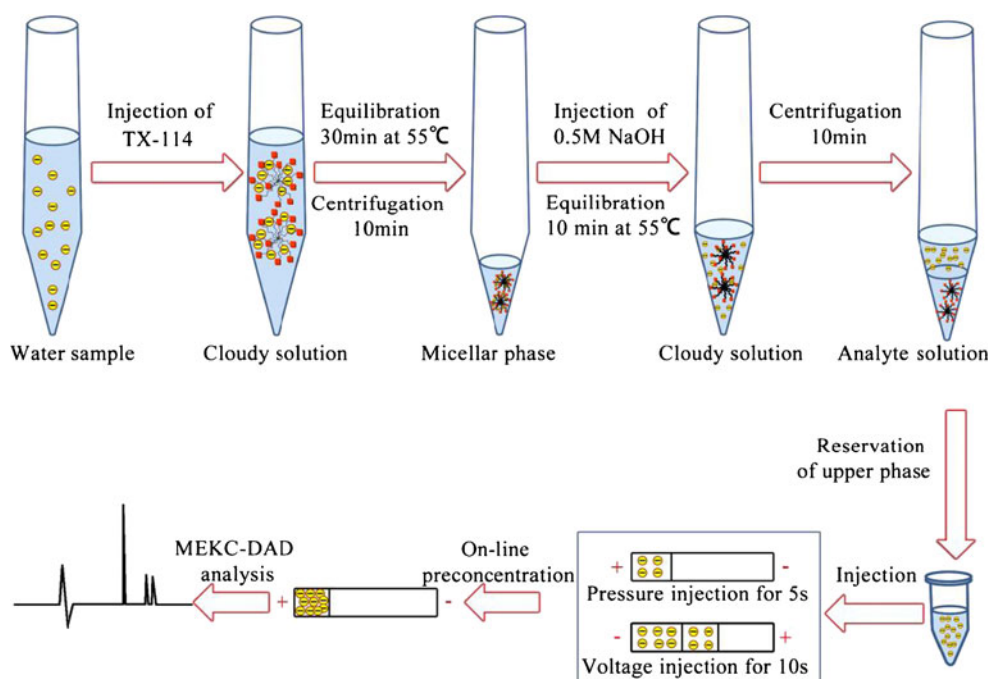 Injection of
TX-114
Equilibration
30min at 55℃
Centrifugation
10min
Injection of
0.5M NaOH
Equilibration
10 min at 55℃
Centrifugation
10min
Water sample
Cloudy solution
Micellar phase
Cloudy solution
Analyte solution
Reservation
of upper phase
Injection
+ -
Pressure injection for 5s
- +
Voltage injection for 10s
On-line
preconcentration
+ -
MEKC-DAD
analysis